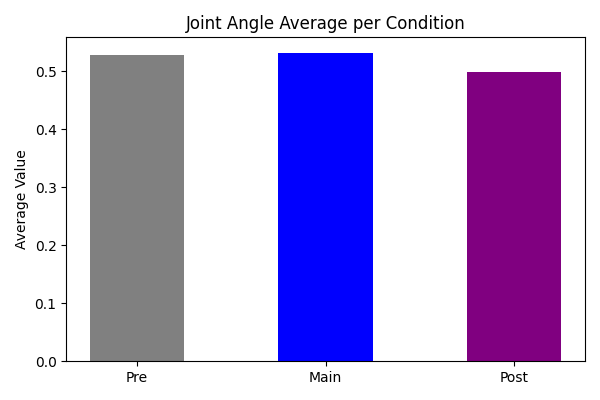 Joint Angle Average per Condition
Average Value
0.5
0.4
0.3
0.2
0.1
0.0
Pre
Main
Post